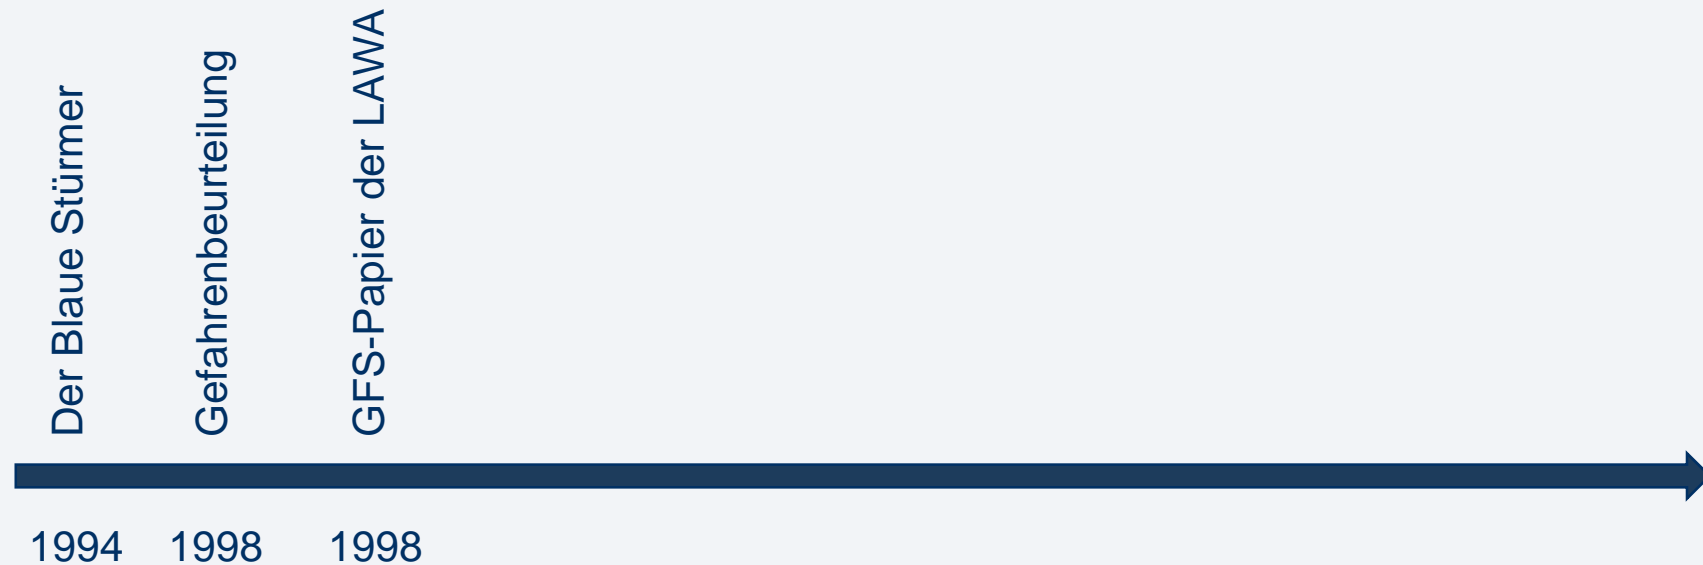 Der Blaue Stürmer
Gefahrenbeurteilung
GFS-Papier der LAWA
1994
1998
1998